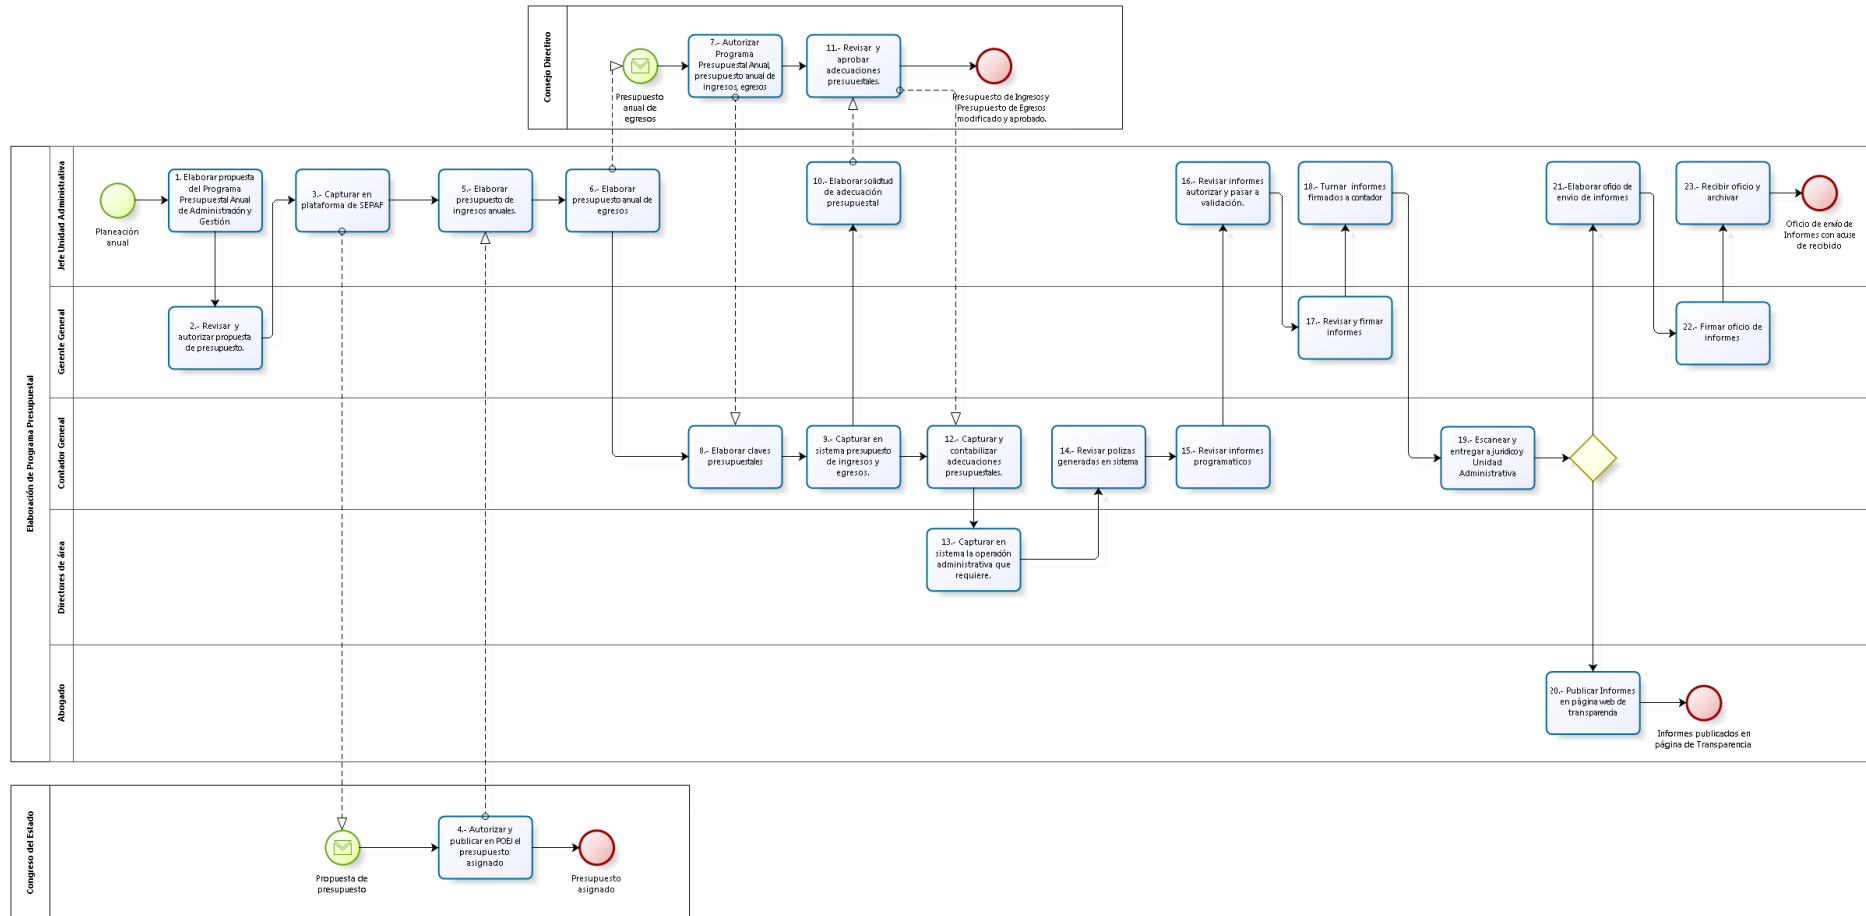 Consejo Directivo
Presupuesto
anual de
egresos
7.- Autorizar
Programa
Presupuestal Anual,
presupuesto anual de
ingresos, egresos
11.- Revisar y
aprobar
adecuaciones
presuuestales.
Presupuesto de Ingresos y
Presupuesto de Egresos
modificado y aprobado.
Elaboración de Programa Presupuestal
Jefe Unidad Administrativa
Planeación
anual
1. Elaborar propuesta
del Programa
Presupuestal Anual
de Administración y
Gestión
3.- Capturar en
plataforma de SEPAF
5.- Elaborar
presupuesto de
ingresos anuales.
6.- Elaborar
presupuesto anual de
egresos
10.- Elaborar solicitud
de adecuación
presupuestal
16.- Revisar informes
autorizar y pasar a
validación.
18.- Turnar informes
firmados a contador
21.-Elaborar oficio de
envio de informes
23.- Recibir oficio y
archivar
Oficio de envío de
Informes con acuse
de recibido
Gerente General
2.- Revisar y
autorizar propuesta
de presupuesto.
17.- Revisar y firmar
informes
22.- Firmar oficio de
informes
Contador General
8.- Elaborar claves
presupuestales
9.- Capturar en
sistema presupuesto
de ingresos y
egresos.
12.- Capturar y
contabilizar
adecuaciones
presupuestales.
14.- Revisar polizas
generadas en sistema
15.- Revisar informes
programaticos
19.- Escanear y
entregar a juridico y
Unidad
Administrativa
Directores de área
13.- Capturar en
sistema la operación
administrativa que
requiere.
Abogado
20.- Publicar Informes
en página web de
transparencia
Informes publicados en
página de Transparencia
Congreso del Estado
Propuesta de
presupuesto
4.- Autorizar y
publicar en POEJ el
presupuesto
asignado
Presupuesto
asignado